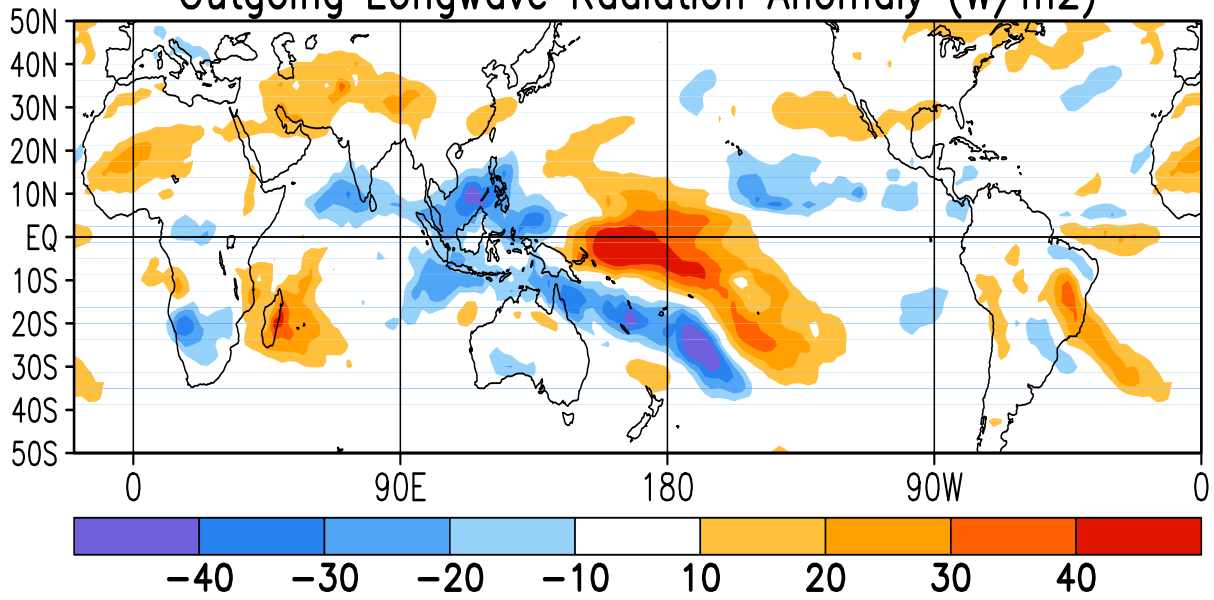 Outgoing Longwave Radiation Anomaly (W/m2)
50N
40N
30N
20N
10N
EQ
10S
20S
30S
40S
50S
0 90E 180 90W 0
−40 −30 −20 −10 10 20 30 40